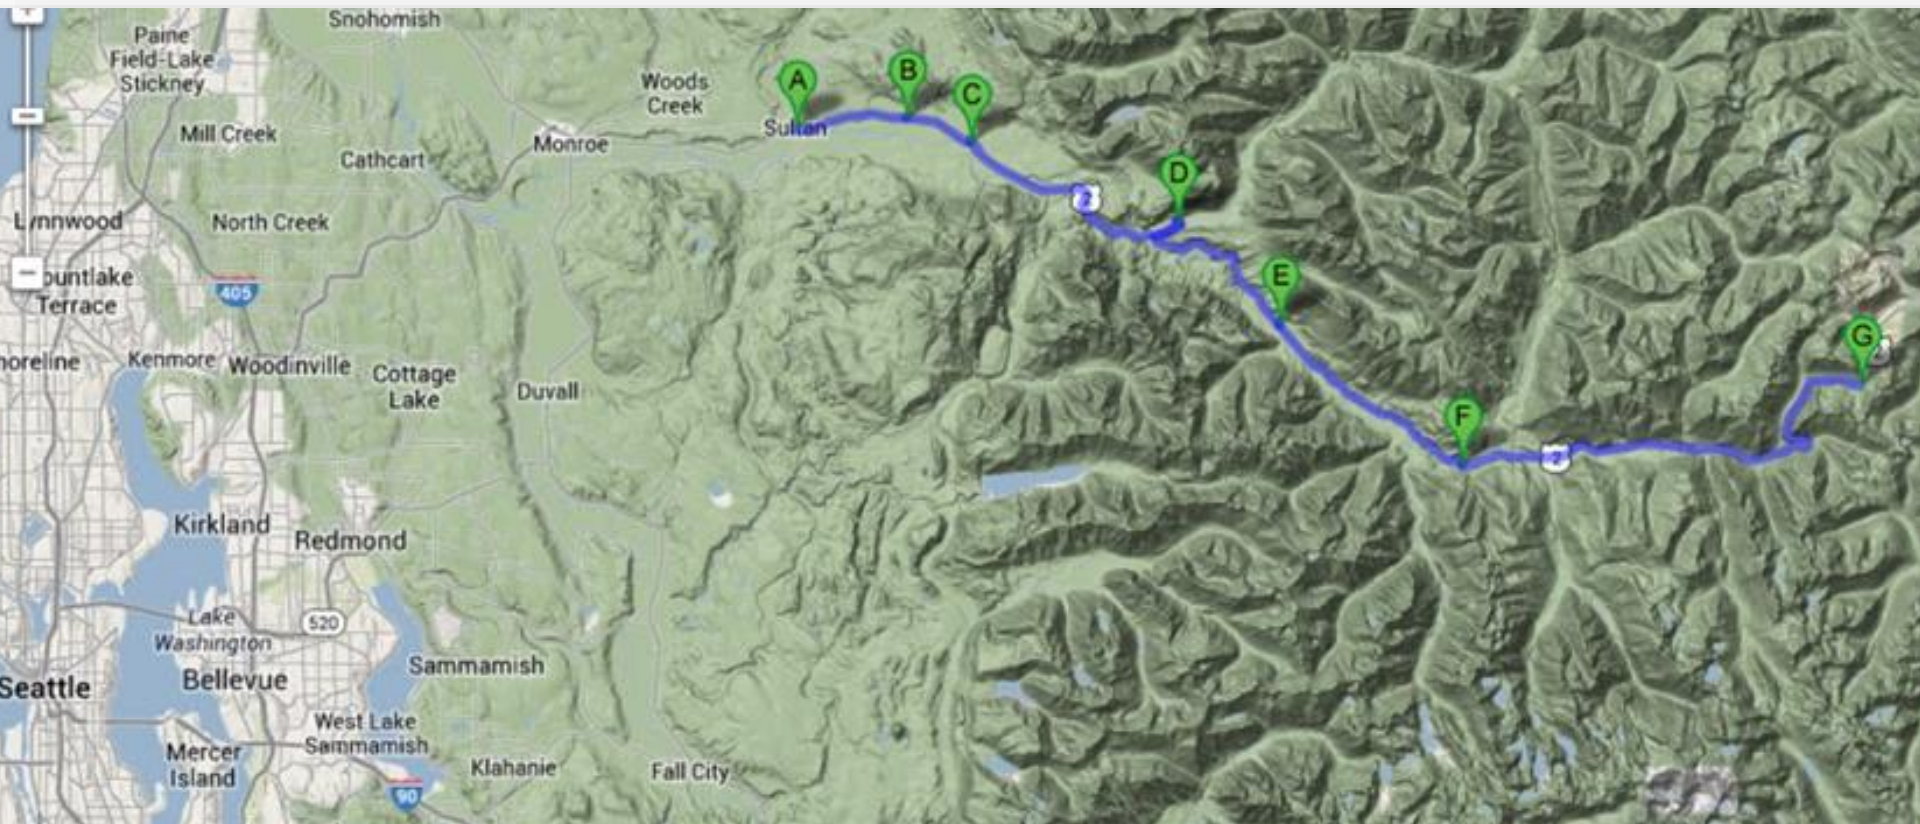 Snohomish
Paine
Field-Lake
Stickney
Woods
Creek
A
B
C
Sultan
Mill Creek
Monroe
Cathcart
D
2
Lynnwood
North Creek
E
ountlake
Terrace
405
G
horeline
Kenmore
Woodinville
Cottage
Lake
Duvall
F
2
Kirkland
Redmond
Lake
Washington
520
Sammamish
Seattle
Bellevue
West Lake
Sammamish
Mercer
Island
Klahanie
Fall City
90